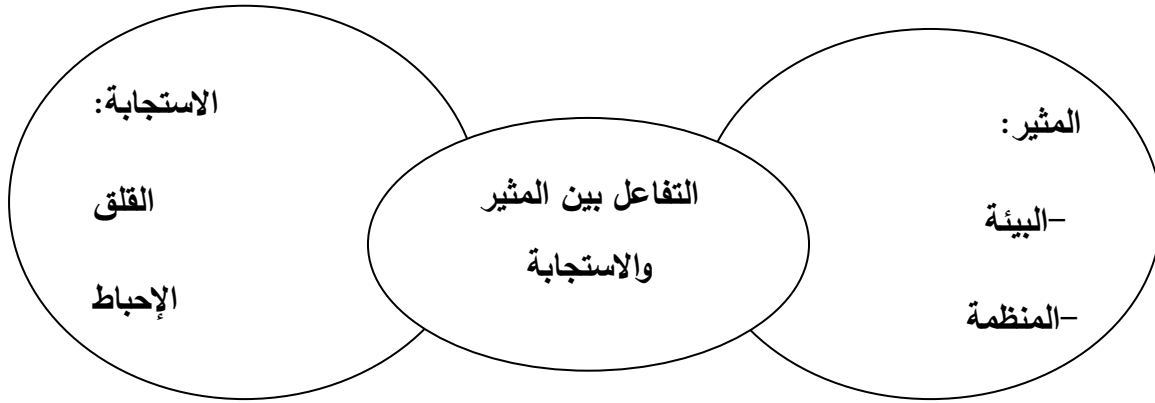 المثير:
-البيئة
-المنظمة
التفاعل بين المثير
والاستجابة
الاستجابة:
القلق
الإحباط